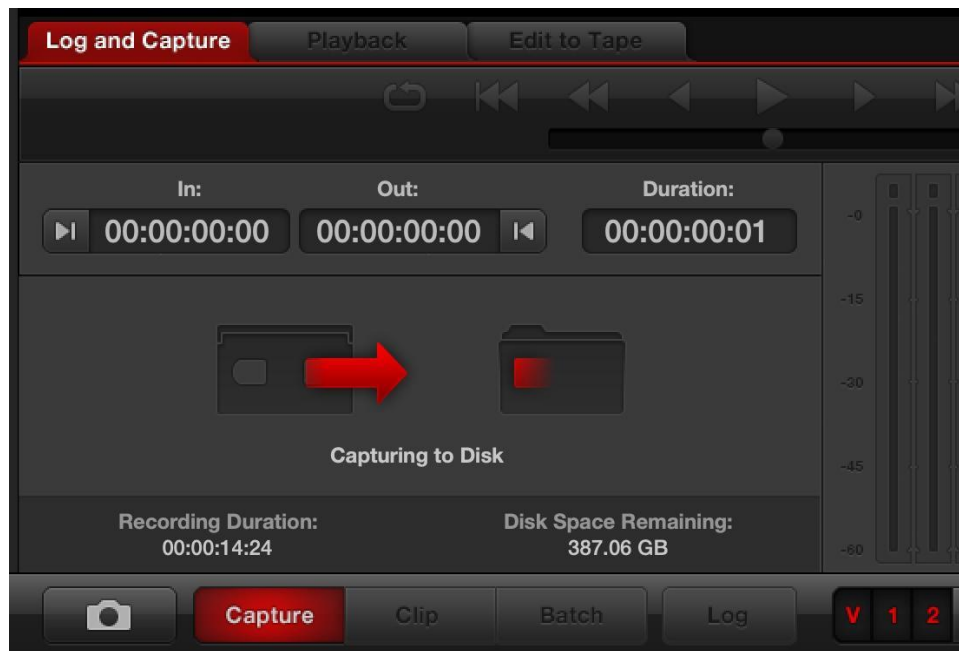 Log and Capture Playback Edit to Tape
In: Out: Duration:
00:00:00:00 00:00:00:00 00:00:00:01
-0
-15
-30
Capturing to Disk
-45
Recording Duration: Disk Space Remaining:
00:00:14:24 387.06 GB
-60
Capture Clip Batch Log V 1 2